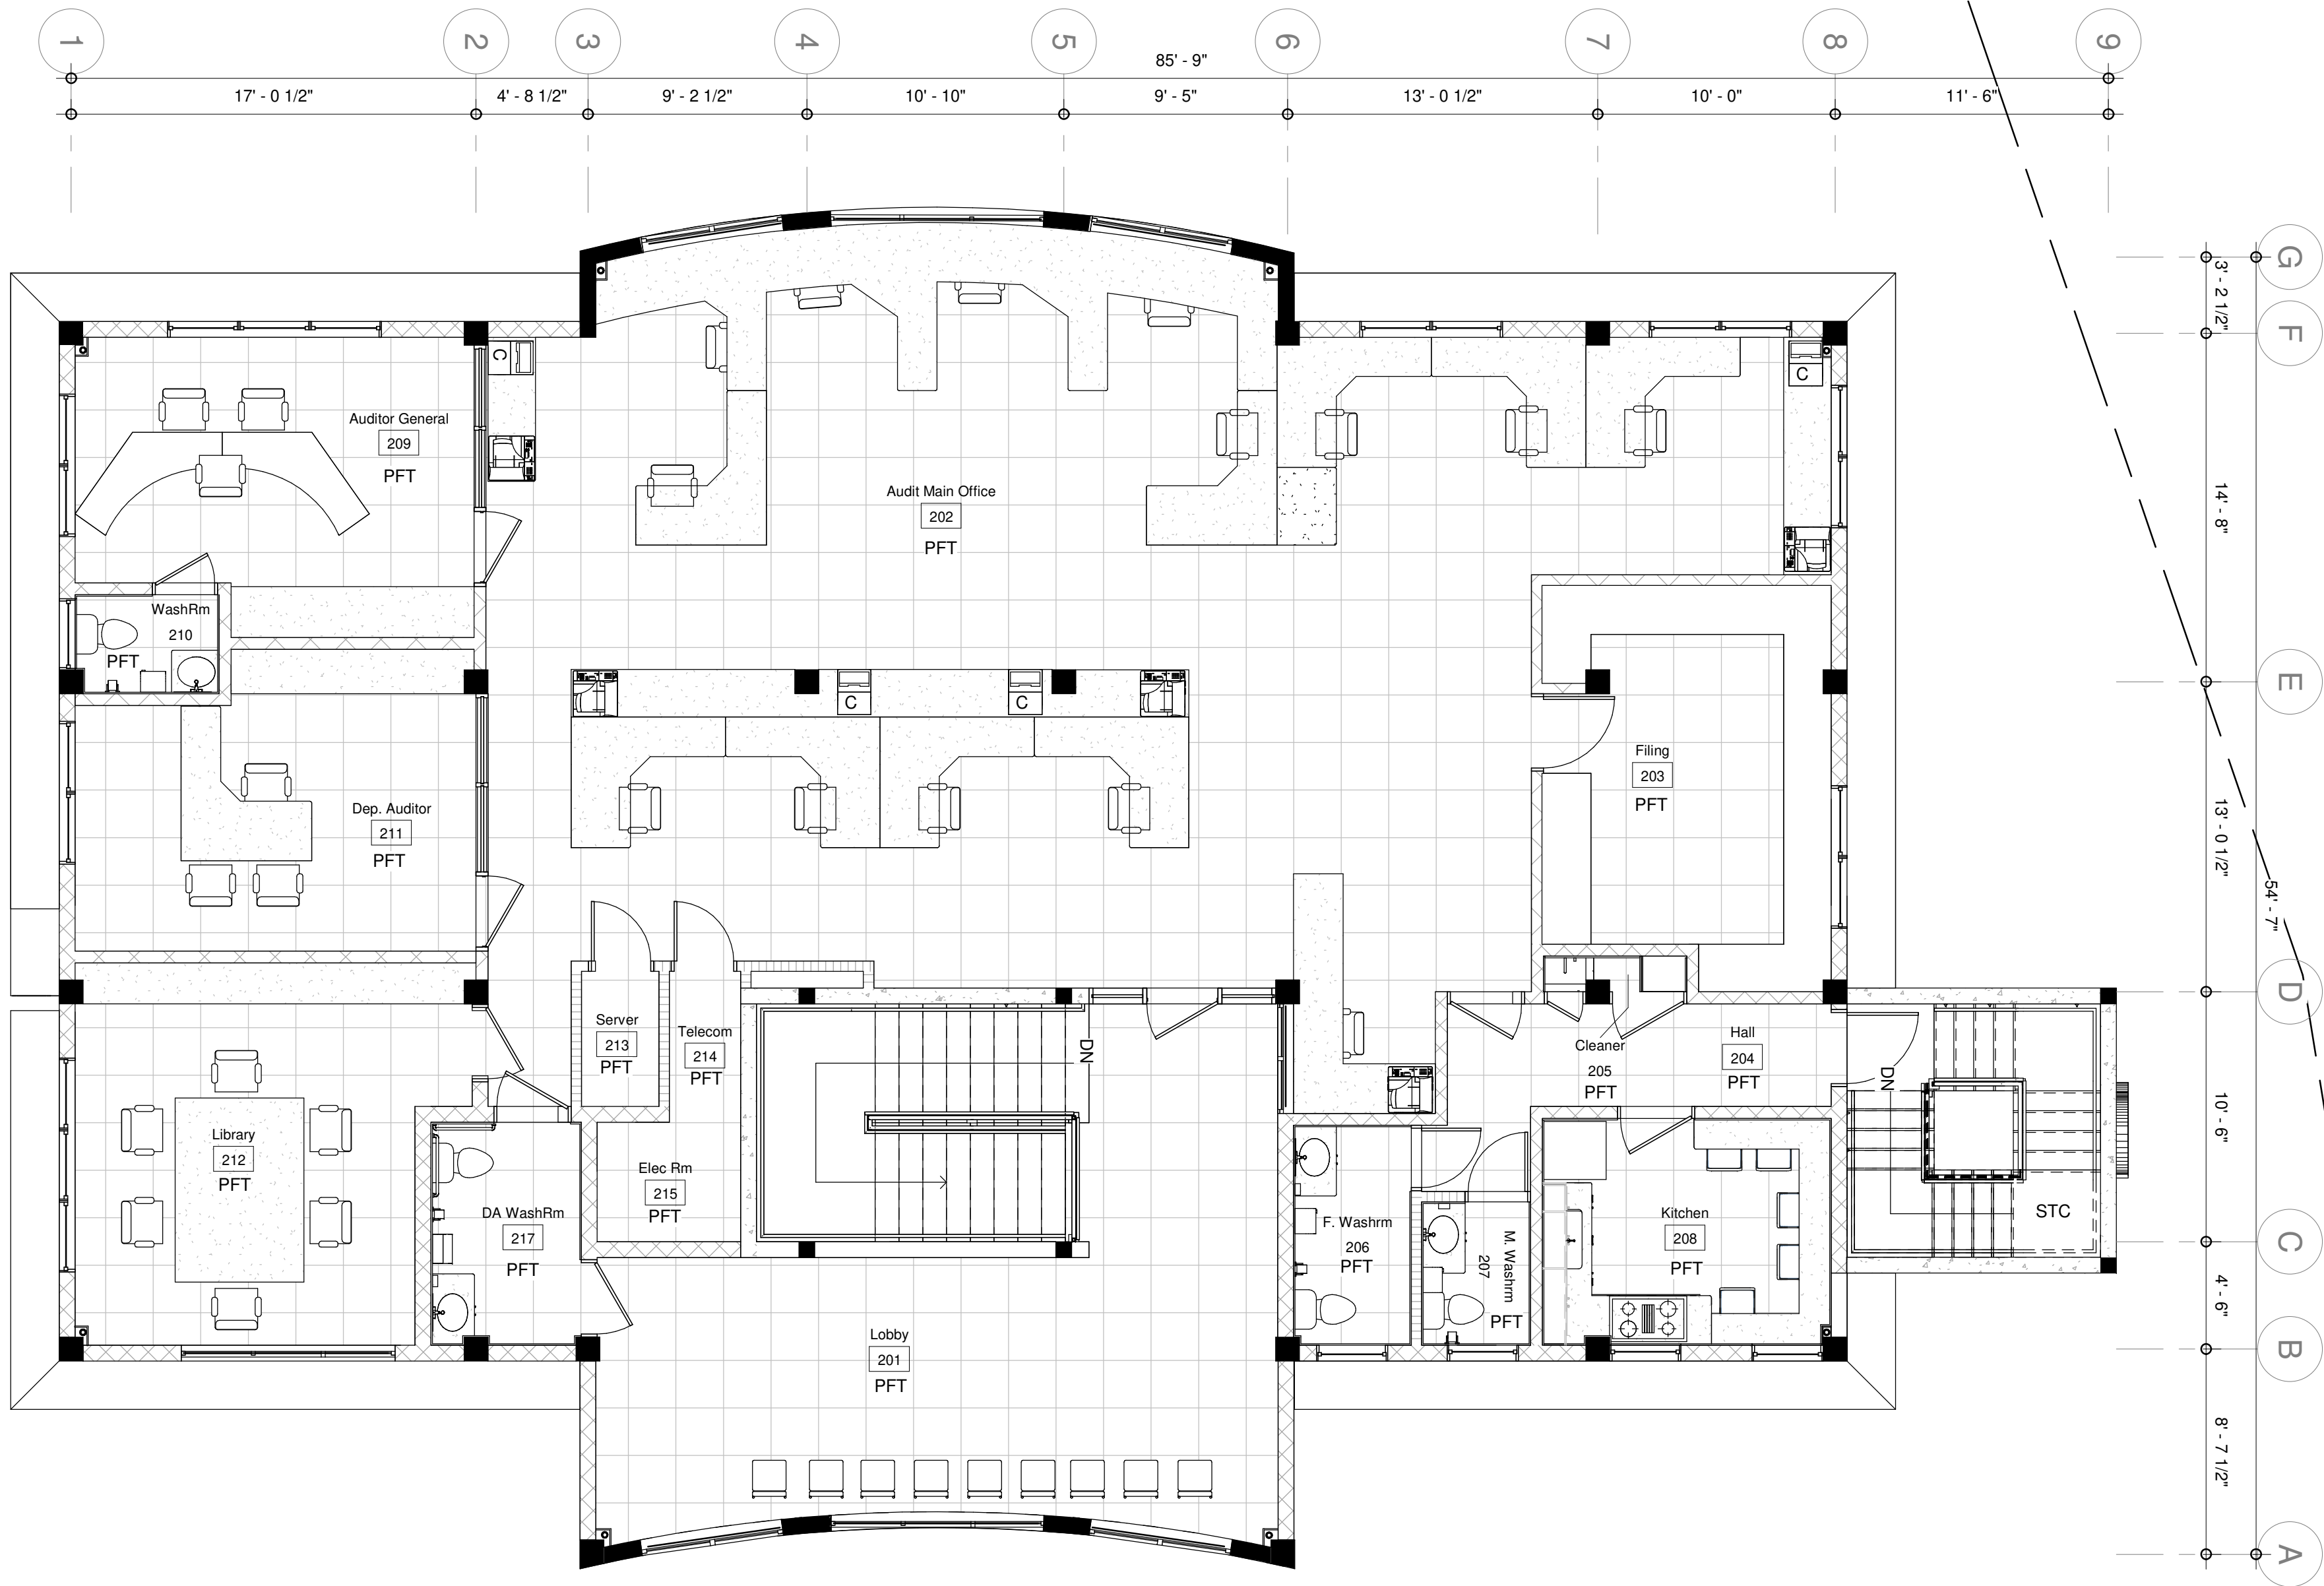 1
2
3
4
5
6
7
8
9
85' - 9"
17' - 0 1/2"
4' - 8 1/2"
9' - 2 1/2"
10' - 10"
9' - 5"
13' - 0 1/2"
10' - 0"
11' - 6"
G
3' - 2 1/2"
F
14' - 8"
E
13' - 0 1/2"
54' - 7"
D
10' - 6"
C
4' - 6"
B
8' - 7 1/2"
A
C
C
Auditor General
209
PFT
Audit Main Office
202
PFT
WashRm
210
PFT
C
C
Filing
203
PFT
Dep. Auditor
211
PFT
Server
213
PFT
Telecom
214
PFT
DN
Cleaner
205
PFT
Hall
204
PFT
DN
STC
Library
212
PFT
Elec Rm
215
PFT
DA WashRm
217
PFT
F. Washrm
206
PFT
M. Washrm
207
PFT
Kitchen
208
PFT
Lobby
201
PFT